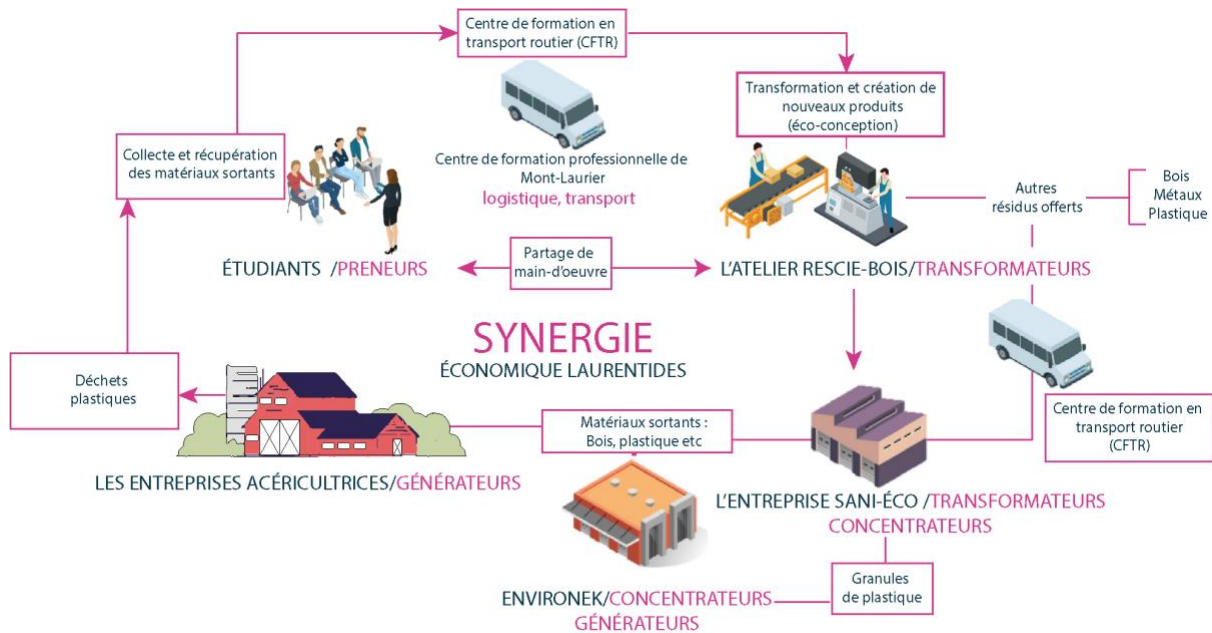 Centre de formation en
transport routier (CFTR)
Transformation et création de
nouveaux produits
(éco-conception)
Collecte et récupération
des matériaux sortants
Centre de formation professionnelle de
Mont-Laurier
logistique, transport
Autres
résidus offerts
Bois
Métaux
Plastique
ÉTUDIANTS /PRENEURS
Partage de
main-d'oeuvre
L'ATELIER RESCIE-BOIS/TRANSFORMATEURS
SYNERGIE
ÉCONOMIQUE LAURENTIDES
Déchets
plastiques
Matériaux sortants :
Bois, plastique etc
Centre de formation en
transport routier
(CFTR)
LES ENTREPRISES ACÉRICULTRICES/GÉNÉRATEURS
L'ENTREPRISE SANI-ÉCO /TRANSFORMATEURS
CONCENTRATEURS
ENVIRONEK/CONCENTRATEURS
GÉNÉRATEURS
Granules
de plastique